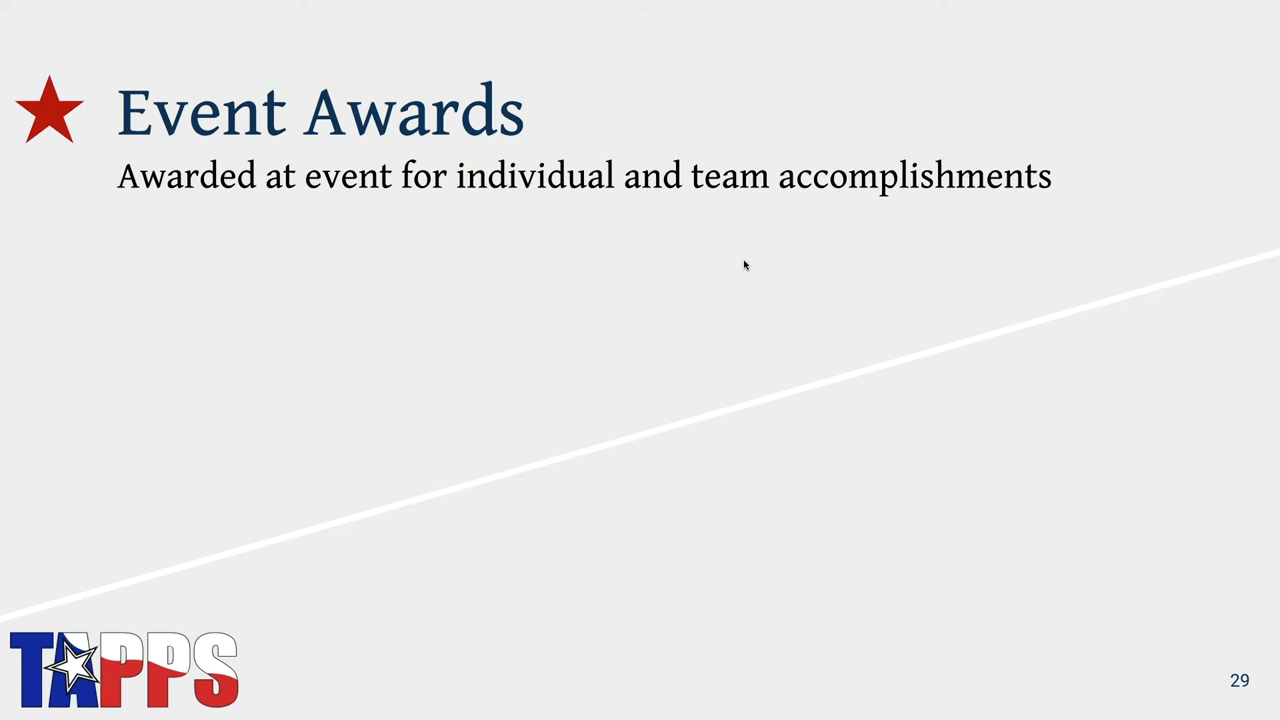 Event Awards
Awarded at event for individual and team accomplishments
TAPPS
29